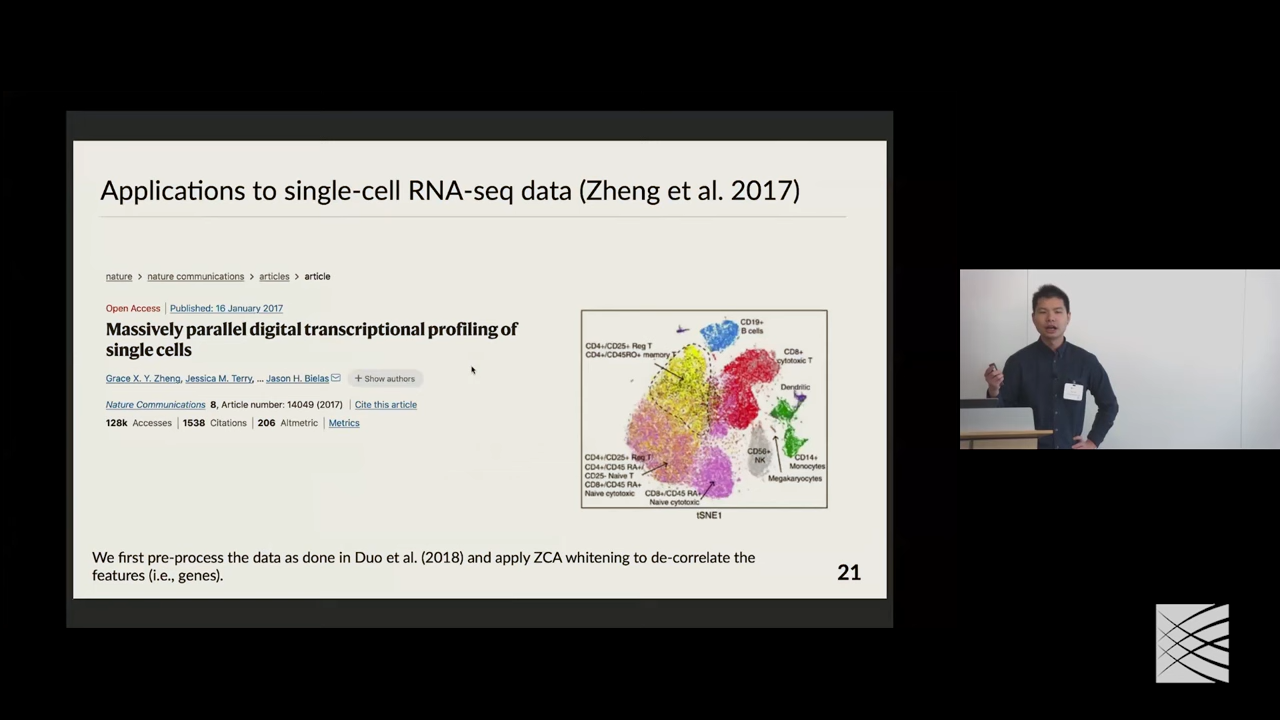 Applications to single-cell RNA-seq data (Zheng et al. 2017)
nature > nature communications > articles > article
Open Access | Published: 16 January 2017
Massively parallel digital transcriptional profiling of
single cells
Grace X. Y. Zheng, Jessica M. Terry, ... Jason H. Bielas + Show authors
Nature Communications 8, Article number: 14049 (2017) | Cite this article
128k Accesses | 1538 Citations | 206 Altmetric | Metrics
CD19+
B cells
CD4+/CD25+ Reg T
CD4+/CD45RO+ memory T
CD8+
cytotoxic T
Dendritic
CD56+
NK
CD14+
Monocytes
Megakaryocytes
CD4+/CD25+ Reg T
CD4+/CD45 RA+/
CD25- Naive T
CD8+/CD45 RA+
Naive cytotoxic
CD8+/CD45 RA+
Naive cytotoxic
tSNE1
We first pre-process the data as done in Duo et al. (2018) and apply ZCA whitening to de-correlate the
features (i.e., genes).
21